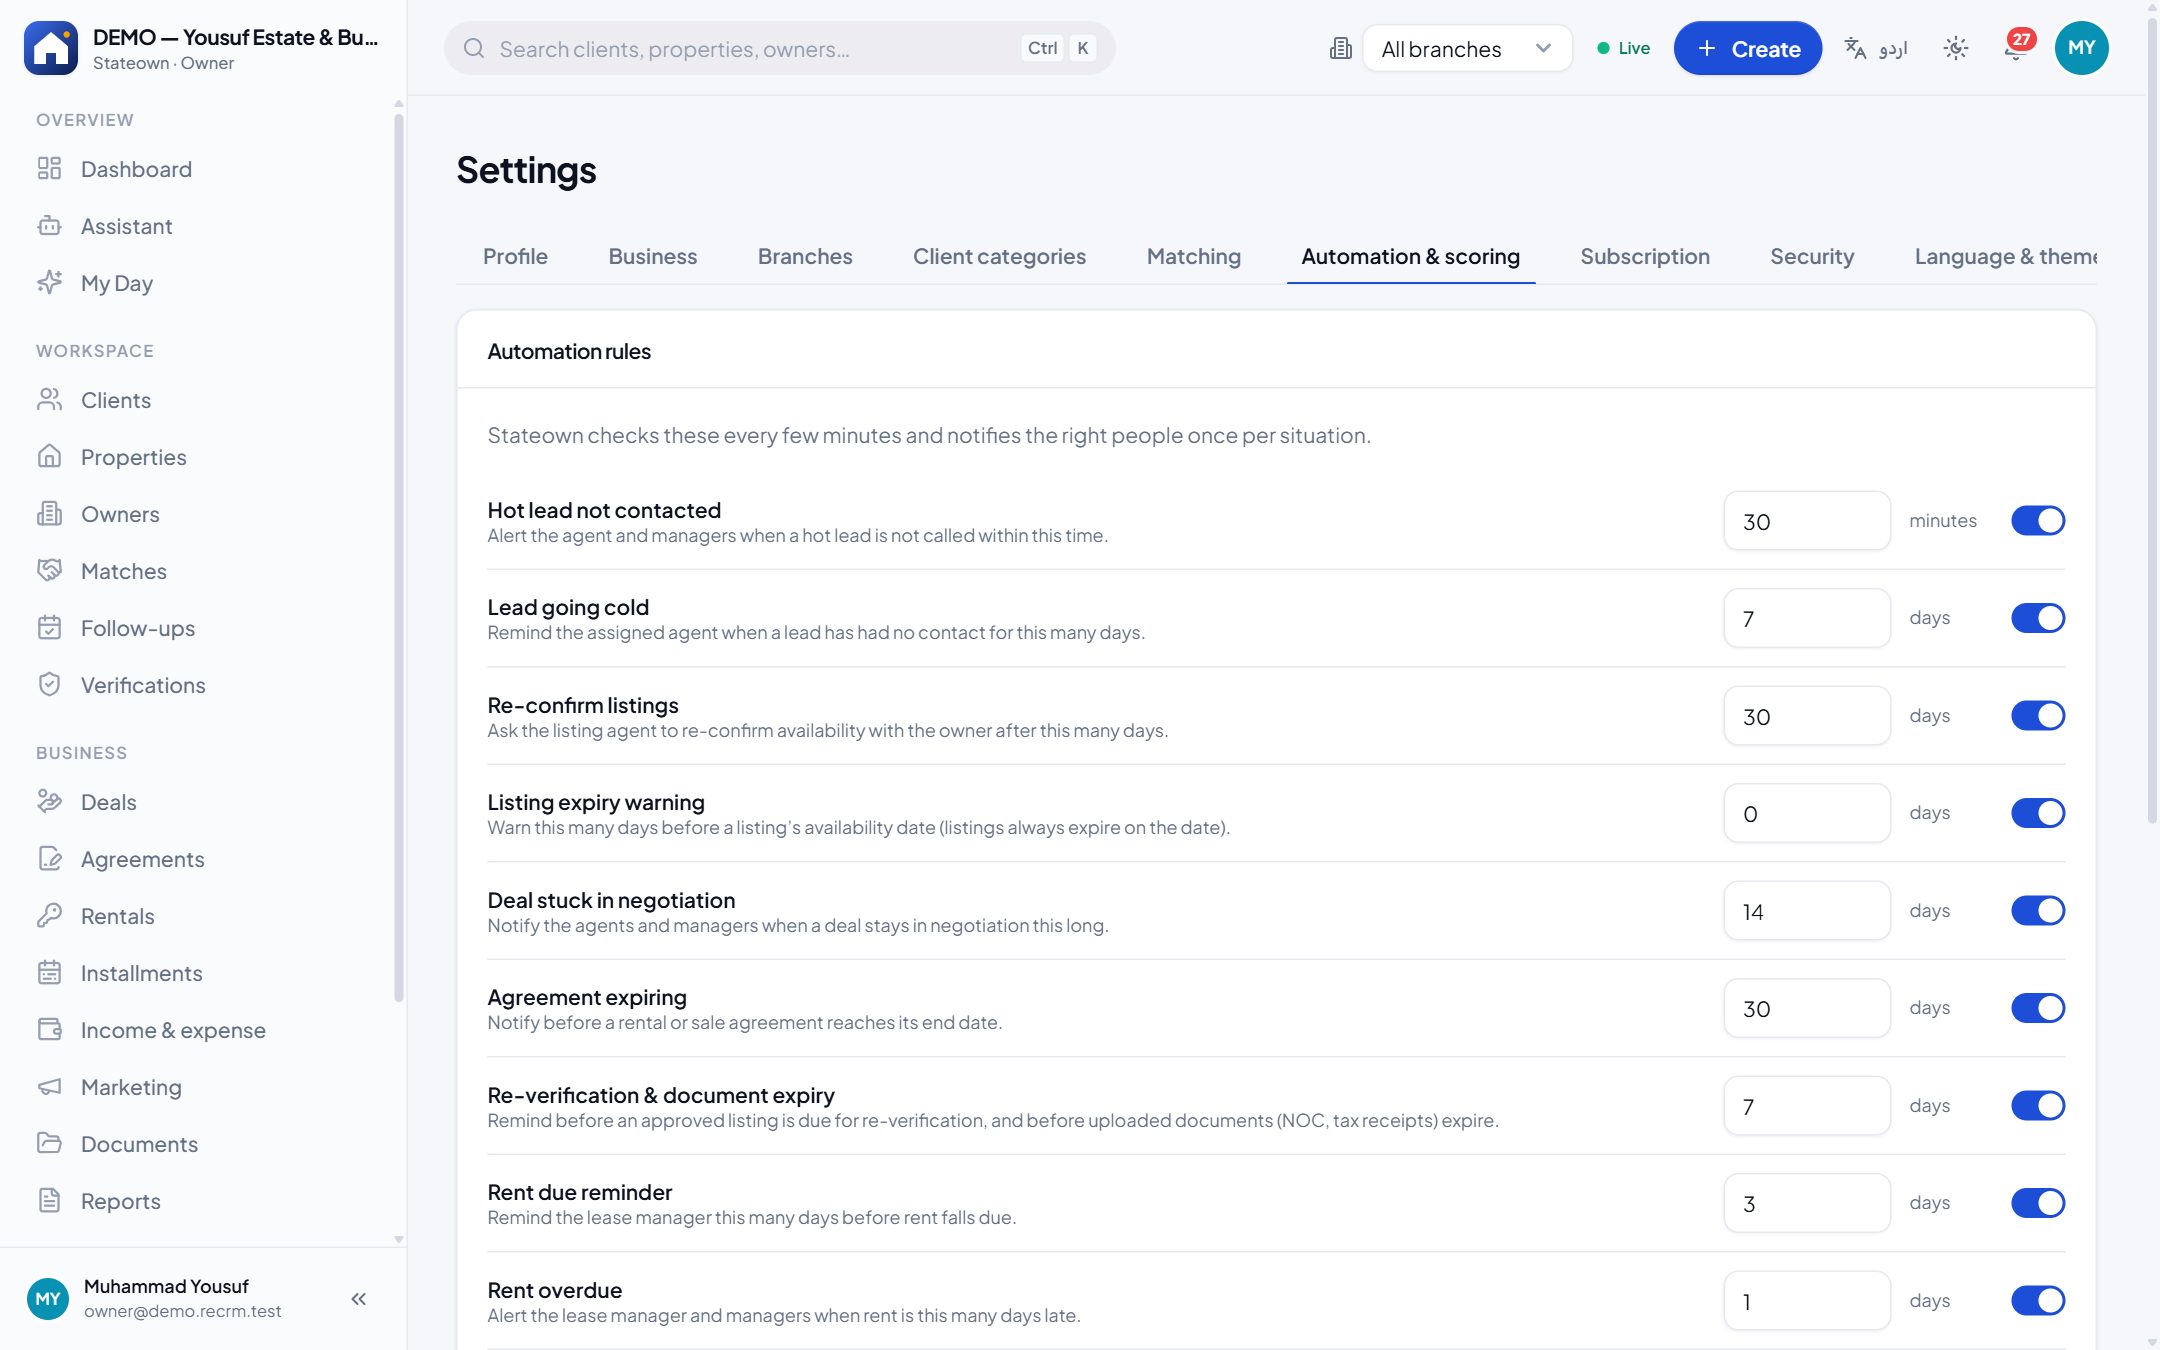 DEMO — Yousuf Estate & Bu...
Stateown · Owner
Search clients, properties, owners...
Ctrl K
All branches
Live
+ Create
اردو
27
MY
OVERVIEW
Dashboard
Assistant
My Day
WORKSPACE
Clients
Properties
Owners
Matches
Follow-ups
Verifications
BUSINESS
Deals
Agreements
Rentals
Installments
Income & expense
Marketing
Documents
Reports
MY
Muhammad Yousuf
owner@demo.recrm.test
Settings
Profile Business Branches Client categories Matching Automation & scoring Subscription Security Language & theme
Automation rules
Stateown checks these every few minutes and notifies the right people once per situation.
Hot lead not contacted
Alert the agent and managers when a hot lead is not called within this time.
30 minutes
Lead going cold
Remind the assigned agent when a lead has had no contact for this many days.
7 days
Re-confirm listings
Ask the listing agent to re-confirm availability with the owner after this many days.
30 days
Listing expiry warning
Warn this many days before a listing's availability date (listings always expire on the date).
0 days
Deal stuck in negotiation
Notify the agents and managers when a deal stays in negotiation this long.
14 days
Agreement expiring
Notify before a rental or sale agreement reaches its end date.
30 days
Re-verification & document expiry
Remind before an approved listing is due for re-verification, and before uploaded documents (NOC, tax receipts) expire.
7 days
Rent due reminder
Remind the lease manager this many days before rent falls due.
3 days
Rent overdue
Alert the lease manager and managers when rent is this many days late.
1 days